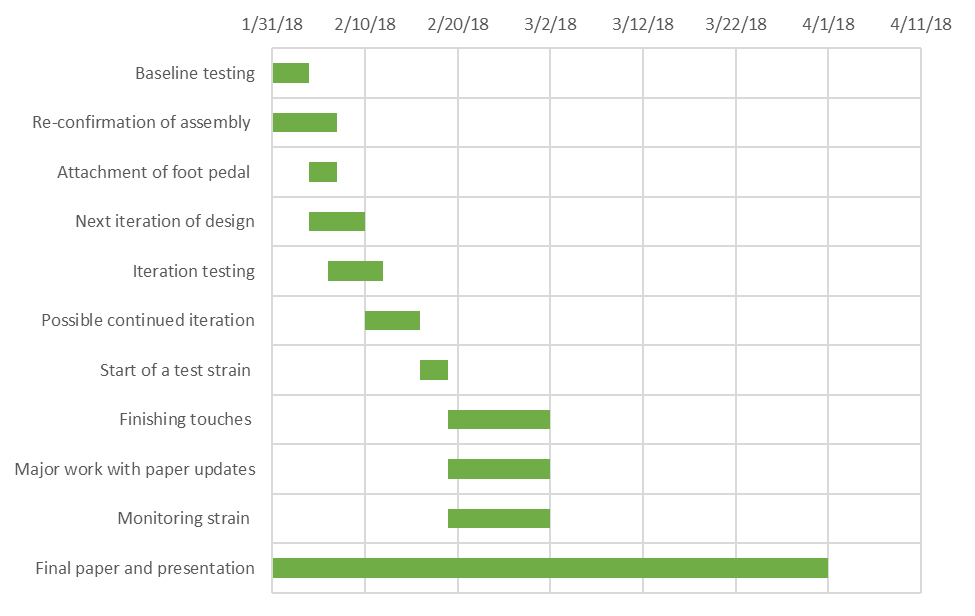 1/31/18 2/10/18 2/20/18 3/2/18 3/12/18 3/22/18 4/1/18 4/11/18
Baseline testing
Re-confirmation of assembly
Attachment of foot pedal
Next iteration of design
Iteration testing
Possible continued iteration
Start of a test strain
Finishing touches
Major work with paper updates
Monitoring strain
Final paper and presentation